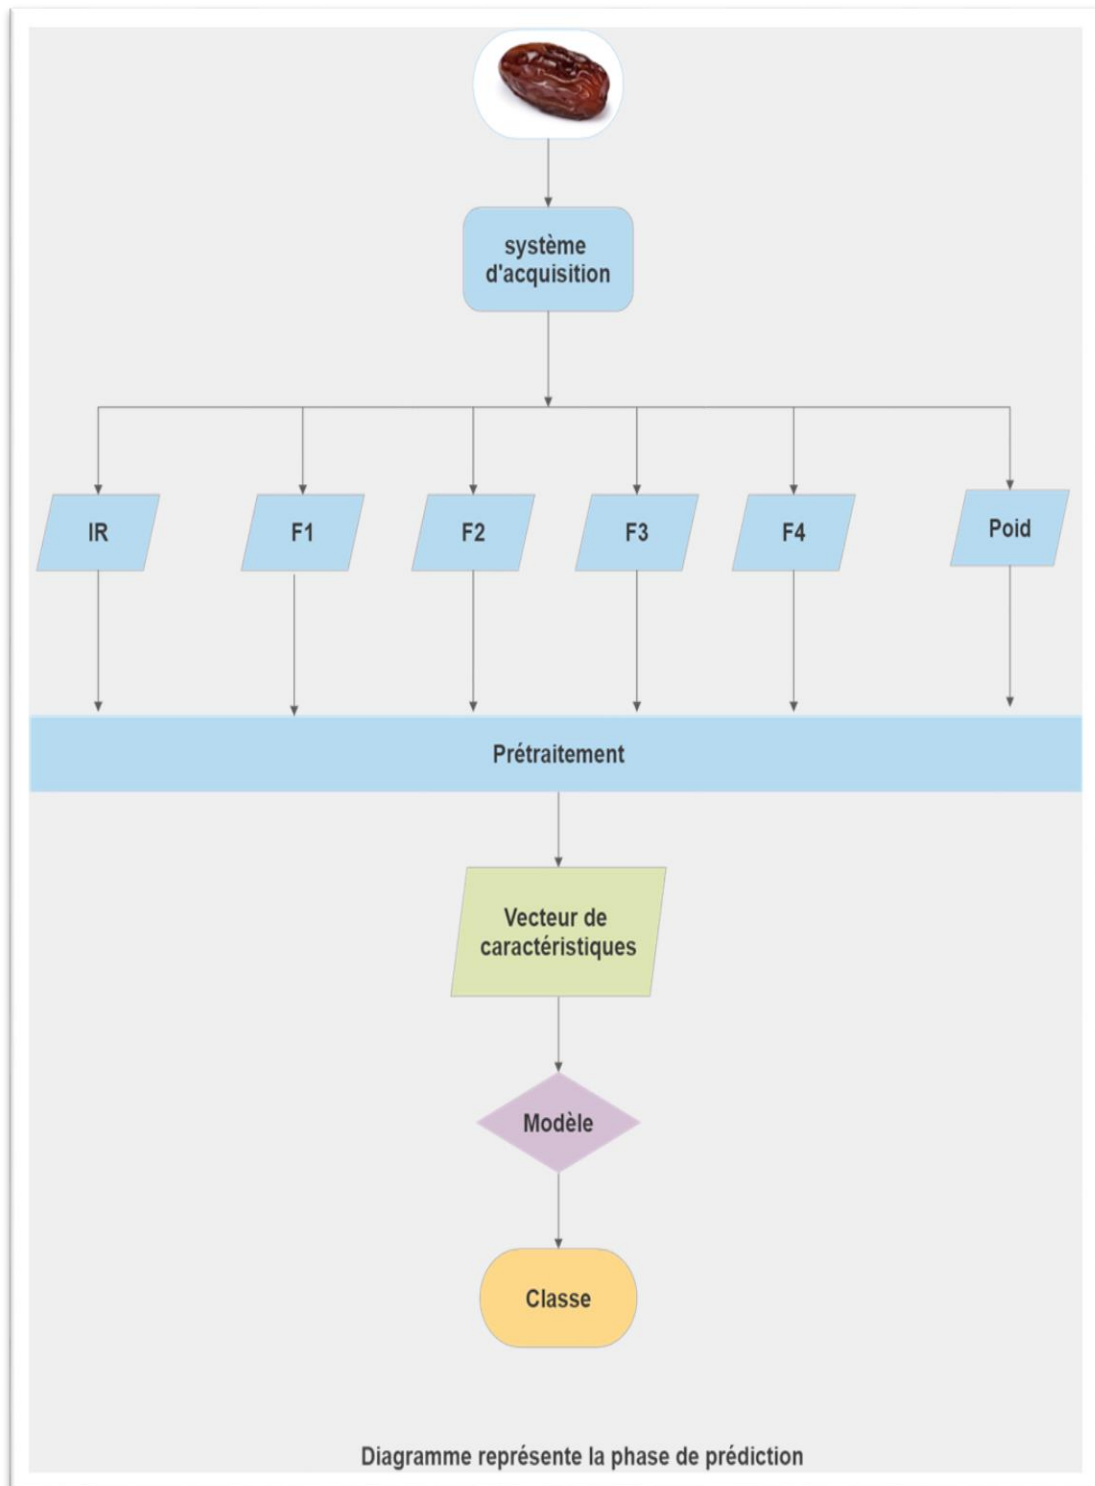 système
d'acquisition
IR
F1
F2
F3
F4
Poid
Prétraitement
Vecteur de
caractéristiques
Modèle
Classe
Diagramme représente la phase de prédiction